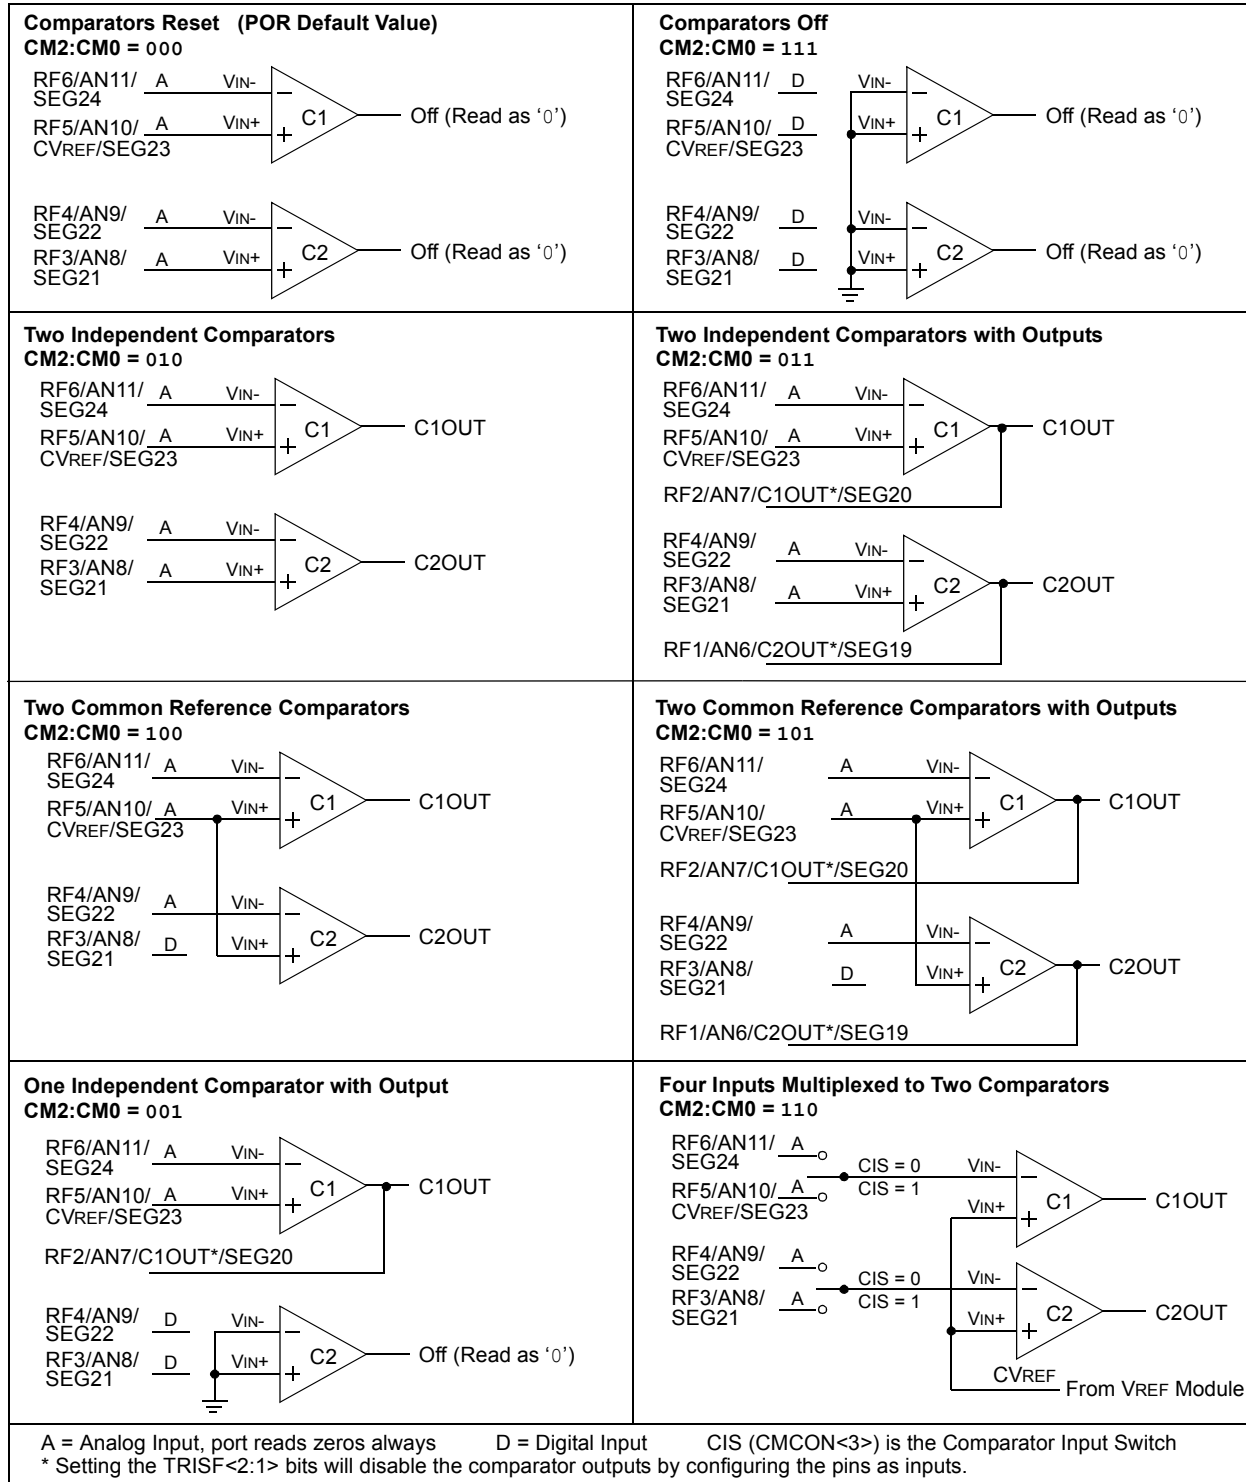 Comparators Reset (POR Default Value)
CM2:CM0 = 000
RF6/AN11/ A VIN-
SEG24
C1
Off (Read as ‘0’)
RF5/AN10/ A VIN+
CVREF/SEG23
RF4/AN9/ A VIN-
SEG22
C2
Off (Read as ‘0’)
RF3/AN8/ A VIN+
SEG21
Comparators Off
CM2:CM0 = 111
RF6/AN11/ D VIN-
SEG24
C1
Off (Read as ‘0’)
RF5/AN10/ D VIN+
CVREF/SEG23
RF4/AN9/ D VIN-
SEG22
C2
Off (Read as ‘0’)
RF3/AN8/ D VIN+
SEG21
Two Independent Comparators
CM2:CM0 = 010
RF6/AN11/ A VIN-
SEG24
C1
C1OUT
RF5/AN10/ A VIN+
CVREF/SEG23
RF4/AN9/ A VIN-
SEG22
C2
C2OUT
RF3/AN8/ A VIN+
SEG21
Two Independent Comparators with Outputs
CM2:CM0 = 011
RF6/AN11/ A VIN-
SEG24
C1
C1OUT
RF5/AN10/ A VIN+
CVREF/SEG23
RF2/AN7/C1OUT*/SEG20
RF4/AN9/ A VIN-
SEG22
C2
C2OUT
RF3/AN8/ A VIN+
SEG21
RF1/AN6/C2OUT*/SEG19
Two Common Reference Comparators
CM2:CM0 = 100
RF6/AN11/ A VIN-
SEG24
C1
C1OUT
RF5/AN10/ A VIN+
CVREF/SEG23
RF4/AN9/ A VIN-
SEG22
C2
C2OUT
RF3/AN8/ D VIN+
SEG21
Two Common Reference Comparators with Outputs
CM2:CM0 = 101
RF6/AN11/ A VIN-
SEG24
C1
C1OUT
RF5/AN10/ A VIN+
CVREF/SEG23
RF2/AN7/C1OUT*/SEG20
RF4/AN9/ A VIN-
SEG22
C2
C2OUT
RF3/AN8/ D VIN+
SEG21
RF1/AN6/C2OUT*/SEG19
One Independent Comparator with Output
CM2:CM0 = 001
RF6/AN11/ A VIN-
SEG24
C1
C1OUT
RF5/AN10/ A VIN+
CVREF/SEG23
RF2/AN7/C1OUT*/SEG20
RF4/AN9/ D VIN-
SEG22
C2
Off (Read as ‘0’)
RF3/AN8/ D VIN+
SEG21
Four Inputs Multiplexed to Two Comparators
CM2:CM0 = 110
RF6/AN11/ A
SEG24
CIS = 0 VIN-
CIS = 1
RF5/AN10/ A
CVREF/SEG23
VIN+
C1
C1OUT
RF4/AN9/ A
SEG22
CIS = 0 VIN-
CIS = 1
RF3/AN8/ A
SEG21
VIN+
C2
C2OUT
CVREF
From VREF Module
A = Analog Input, port reads zeros always D = Digital Input CIS (CMCON<3>) is the Comparator Input Switch
* Setting the TRISF<2:1> bits will disable the comparator outputs by configuring the pins as inputs.